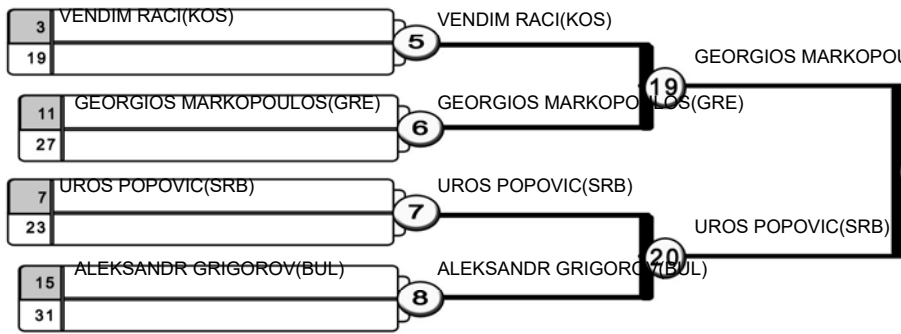 3 VENDIM RACI(KOS)
19
5 VENDIM RACI(KOS)
11 GEORGIOS MARKOPOULOS(GRE)
27
6 GEORGIOS MARKOPOULOS(GRE)
19 GEORGIOS MARKOPOU
7 UROS POPOVIC(SRB)
23
7 UROS POPOVIC(SRB)
15 ALEKSANDR GRIGOROV(BUL)
31
8 ALEKSANDR GRIGOROV(BUL)
20 UROS POPOVIC(SRB)